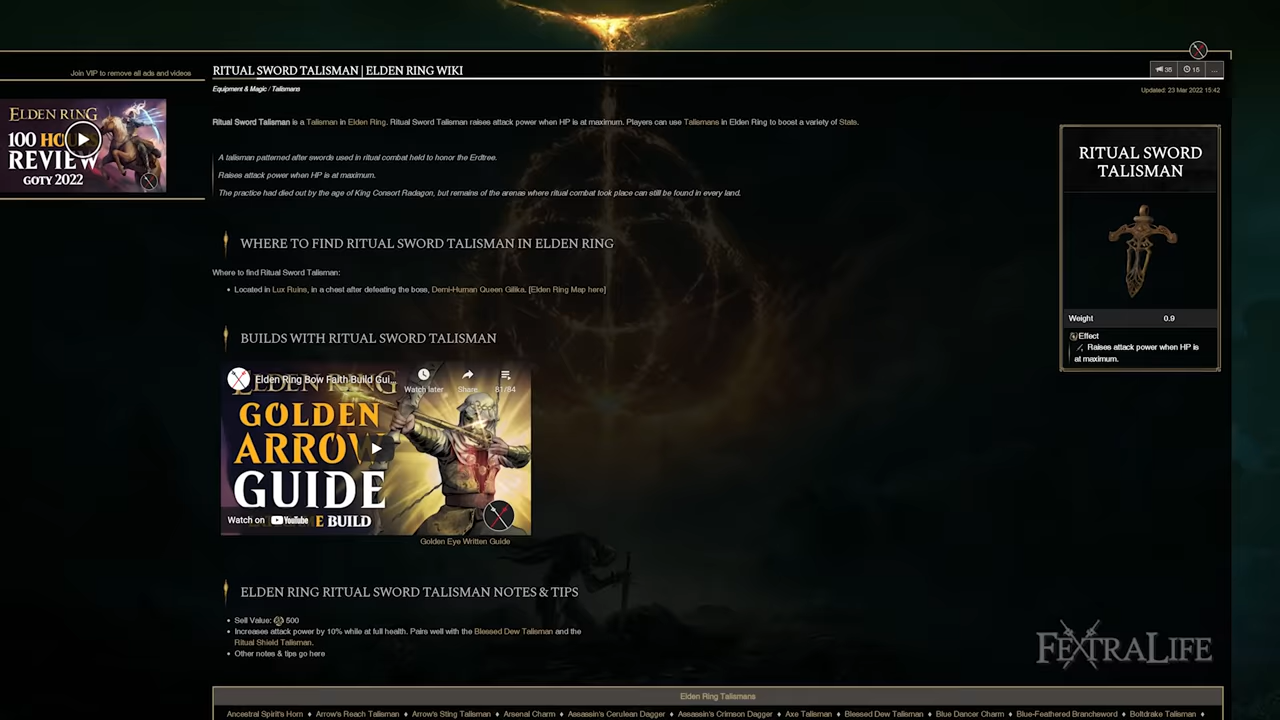 Join VIP to remove all ads and videos
ELDEN RING
100 HO
REVIEW
GOTY 2022
RITUAL SWORD TALISMAN | ELDEN RING WIKI
35
15
...
Equipment & Magic / Talismans
Updated: 23 Mar 2022 15:42
Ritual Sword Talisman is a Talisman in Elden Ring. Ritual Sword Talisman raises attack power when HP is at maximum. Players can use Talismans in Elden Ring to boost a variety of Stats.
A talisman patterned after swords used in ritual combat held to honor the Erdtree.
Raises attack power when HP is at maximum.
The practice had died out by the age of King Consort Radagon, but remains of the arenas where ritual combat took place can still be found in every land.
RITUAL SWORD
TALISMAN
Weight 0.9
Effect
Raises attack power when HP is
at maximum.
WHERE TO FIND RITUAL SWORD TALISMAN IN ELDEN RING
Where to find Ritual Sword Talisman:
• Located in Lux Ruins, in a chest after defeating the boss, Demi-Human Queen Gilika. [Elden Ring Map here]
BUILDS WITH RITUAL SWORD TALISMAN
ELDEN RING
Elden Ring Bow Faith Build Gui...
Watch later
Share
81/84
GOLDEN
ARROW
GUIDE
Watch on YouTube
E BUILD
Golden Eye Written Guide
ELDEN RING RITUAL SWORD TALISMAN NOTES & TIPS
• Sell Value: 500
• Increases attack power by 10% while at full health. Pairs well with the Blessed Dew Talisman and the
Ritual Shield Talisman.
• Other notes & tips go here
FEXTRALIFE
Elden Ring Talismans
Ancestral Spirit's Horn ♦ Arrow's Reach Talisman ♦ Arrow's Sting Talisman ♦ Arsenal Charm ♦ Assassin's Cerulean Dagger ♦ Assassin's Crimson Dagger ♦ Axe Talisman ♦ Blessed Dew Talisman ♦ Blue Dancer Charm ♦ Blue-Feathered Branchsword ♦ Boltdrake Talisman ♦